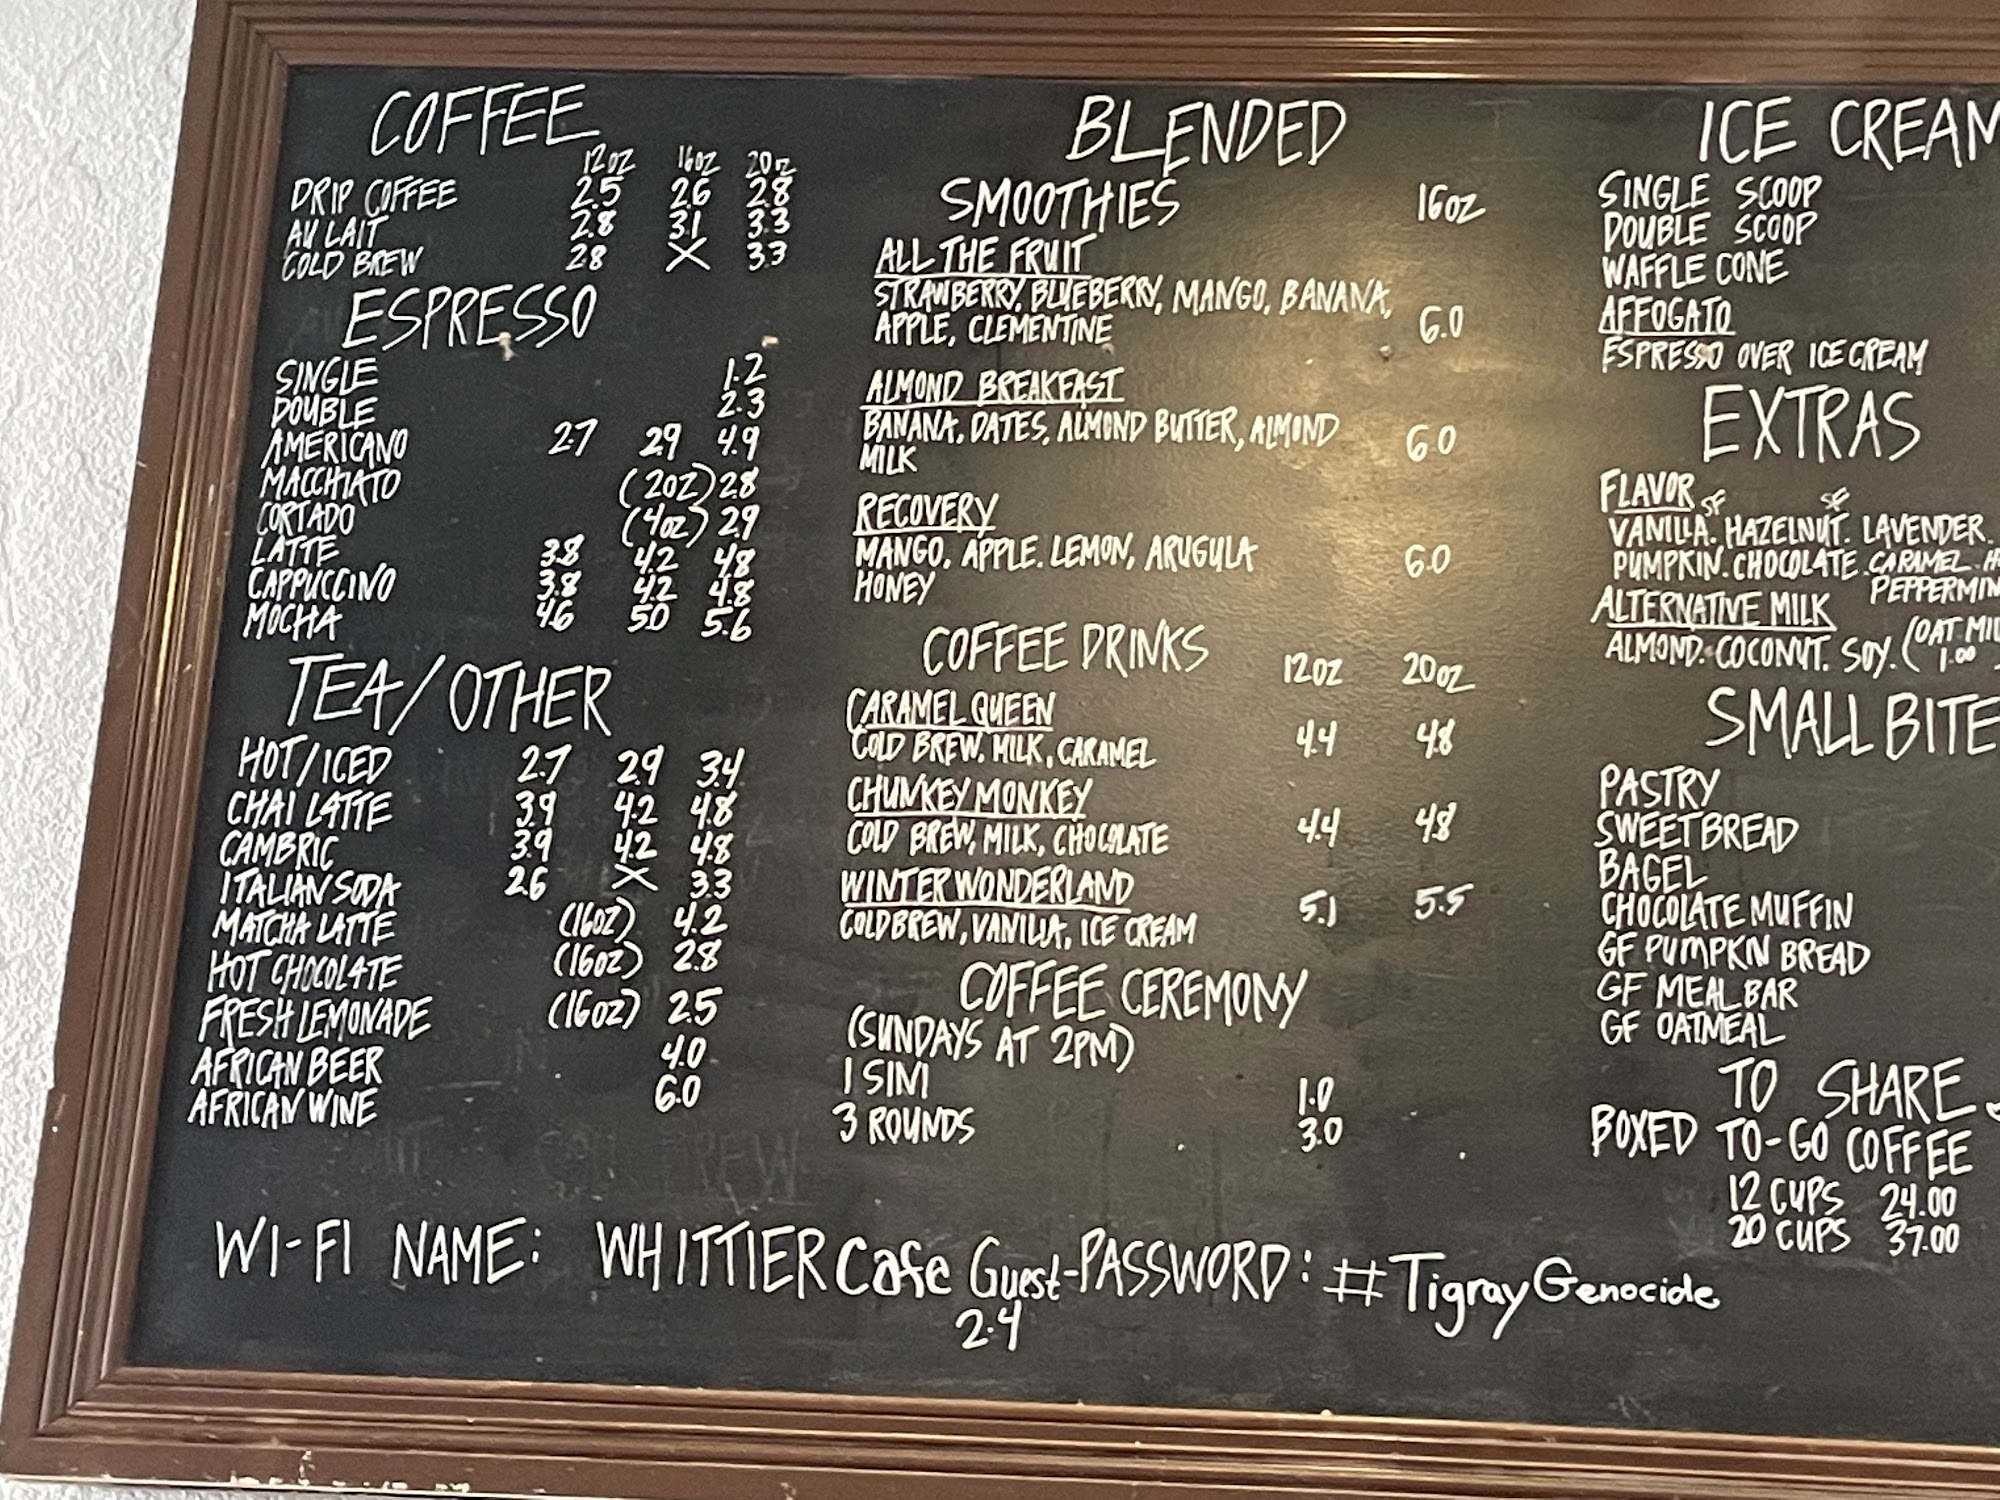 COFFEE
12oz 16oz 20oz
DRIP COFFEE 2.5 2.6 2.8
AU LAIT 2.8 3.1 3.3
COLD BREW 2.8 X 3.3
ESPRESSO
SINGLE 1.2
DOUBLE 2.3
AMERICANO 2.7 2.9 4.9
MACCHIATO (2oz) 2.8
CORTADO (4oz) 2.9
LATTE 3.8 4.2 4.8
CAPPUCCINO 3.8 4.2 4.8
MOCHA 4.6 5.0 5.6
TEA/OTHER
HOT/ICED 2.7 2.9 3.4
CHAI LATTE 3.9 4.2 4.8
CAMBRIC 3.9 4.2 4.8
ITALIAN SODA 2.6 X 3.3
MATCHA LATTE (16oz) 4.2
HOT CHOCOLATE (16oz) 2.8
FRESH LEMONADE (16oz) 2.5
AFRICAN BEER 4.0
AFRICAN WINE 6.0
BLENDED
SMOOTHIES 16oz
ALL THE FRUIT
STRAWBERRY, BLUEBERRY, MANGO, BANANA,
APPLE, CLEMENTINE 6.0
ALMOND BREAKFAST
BANANA, DATES, ALMOND BUTTER, ALMOND
MILK 6.0
RECOVERY
MANGO, APPLE. LEMON, ARUGULA
HONEY 6.0
COFFEE DRINKS 12oz 20oz
CARAMEL QUEEN
COLD BREW, MILK, CARAMEL 4.4 4.8
CHUNKEY MONKEY
COLD BREW, MILK, CHOCOLATE 4.4 4.8
WINTER WONDERLAND
COLD BREW, VANILLA, ICE CREAM 5.1 5.5
COFFEE CEREMONY
(SUNDAYS AT 2PM)
1 SINI 1.0
3 ROUNDS 3.0
ICE CREAM
SINGLE SCOOP
DOUBLE SCOOP
WAFFLE CONE
AFFOGATO
ESPRESSO OVER ICE CREAM
EXTRAS
FLAVOR SF SF
VANILLA. HAZELNUT. LAVENDER.
PUMPKIN. CHOCOLATE. CARAMEL.
PEPPERMIN
ALTERNATIVE MILK
ALMOND. COCONUT. SOY. (OAT MIL
1.00
SMALL BITE
PASTRY
SWEETBREAD
BAGEL
CHOCOLATE MUFFIN
GF PUMPKN BREAD
GF MEAL BAR
GF OATMEAL
TO SHARE
BOXED TO-GO COFFEE
12 CUPS 24.00
20 CUPS 37.00
WI-FI NAME: WHITTIER Cafe Guest-PASSWORD: #TigrayGenocide
2.4